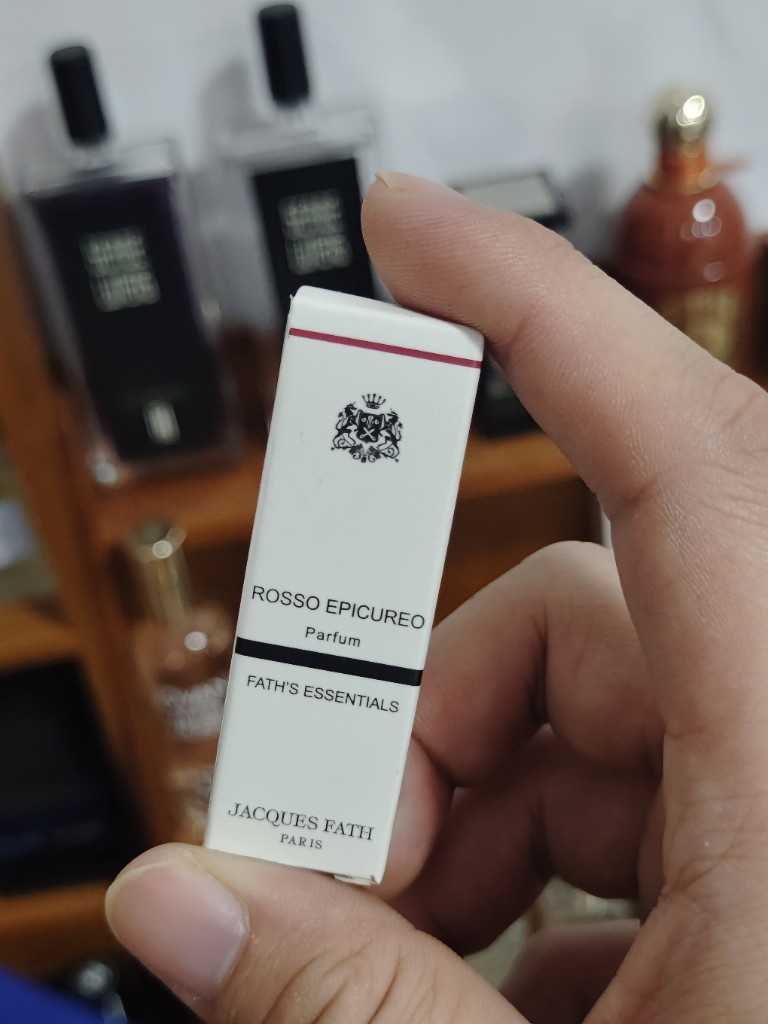 ROSSO EPICUREO
Parfum
FATH'S ESSENTIALS
JACQUES FATH
PARIS